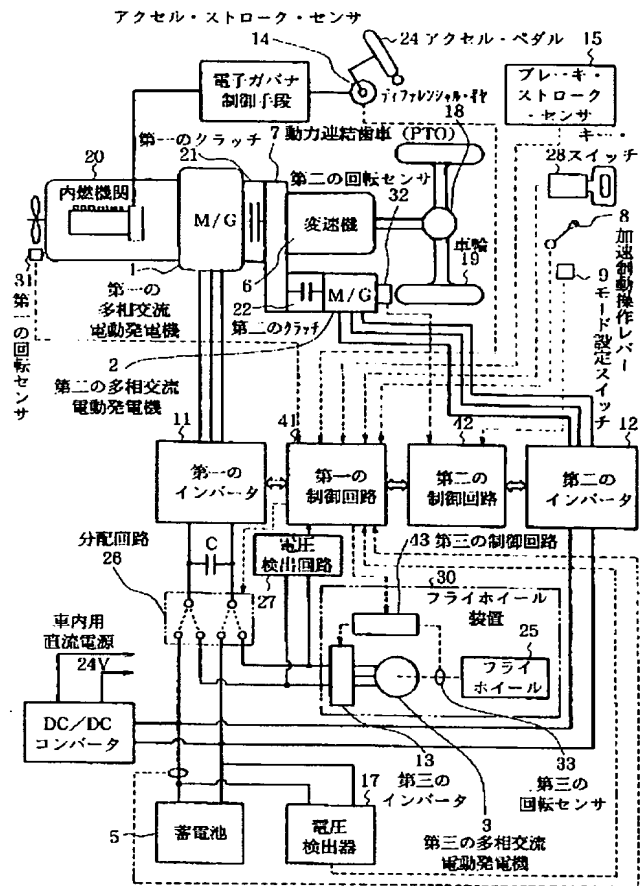 アクセル・ストローク・センサ
14
24 アクセル・ペダル
15
電子ガバナ
制御手段
ディファレンシャル・ギヤ
ブレーキ・
ストローク
・センサ
第一のクラッチ
7 動力連結歯車 (PTO)
18
キー・
28 スイッチ
20
21
第二の回転センサ
32
内燃機関
M/G
変速機
8
加速制動操作レバー
9
モード設定スイッチ
31
第一の回転センサ
1
6
車輪
19
第一の
多相交流
電動発電機
22
M/G
第二のクラッチ
2
第二の多相交流
電動発電機
11
41
42
12
第一の
インバータ
第一の
制御回路
第二の
制御回路
第二の
インバータ
分配回路
26
C
電圧
検出回路
27
43 第三の制御回路
30
フライホイール
装置
車内用
直流電源
24V
25
フライ
ホイール
DC/DC
コンバータ
13
第三の
インバータ
33
第三の
回転センサ
17
3
5
蓄電池
電圧
検出器
第三の多相交流
電動発電機